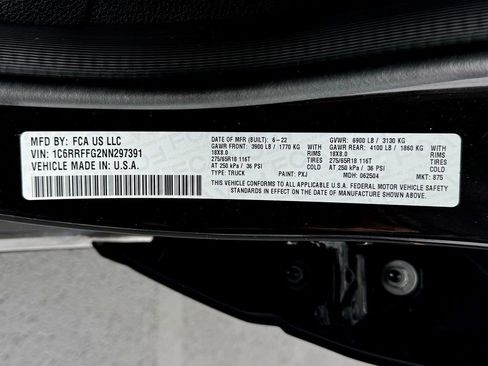 MFD BY: FCA US LLC
VIN: 1C6RRFFG2NN297391
VEHICLE MADE IN: U.S.A.
DATE OF MFR (BUILT): 6-22 GVWR: 6900 LB / 3130 KG
GAWR FRONT: 3900 LB / 1770 KG GAWR REAR: 4100 LB / 1860 KG
18X8.0 RIMS 18X8.0 RIMS
275/65R18 116T TIRES 275/65R18 116T TIRES
AT 250 kPa / 36 PSI COLD AT 250 kPa / 36 PSI COLD
TYPE: TRUCK PAINT: PXJ MDH: 062504 MKT: 875
THIS VEHICLE CONFORMS TO ALL APPLICABLE U.S.A. FEDERAL MOTOR VEHICLE SAFETY
STANDARDS IN EFFECT ON THE DATE OF MANUFACTURE SHOWN ABOVE.